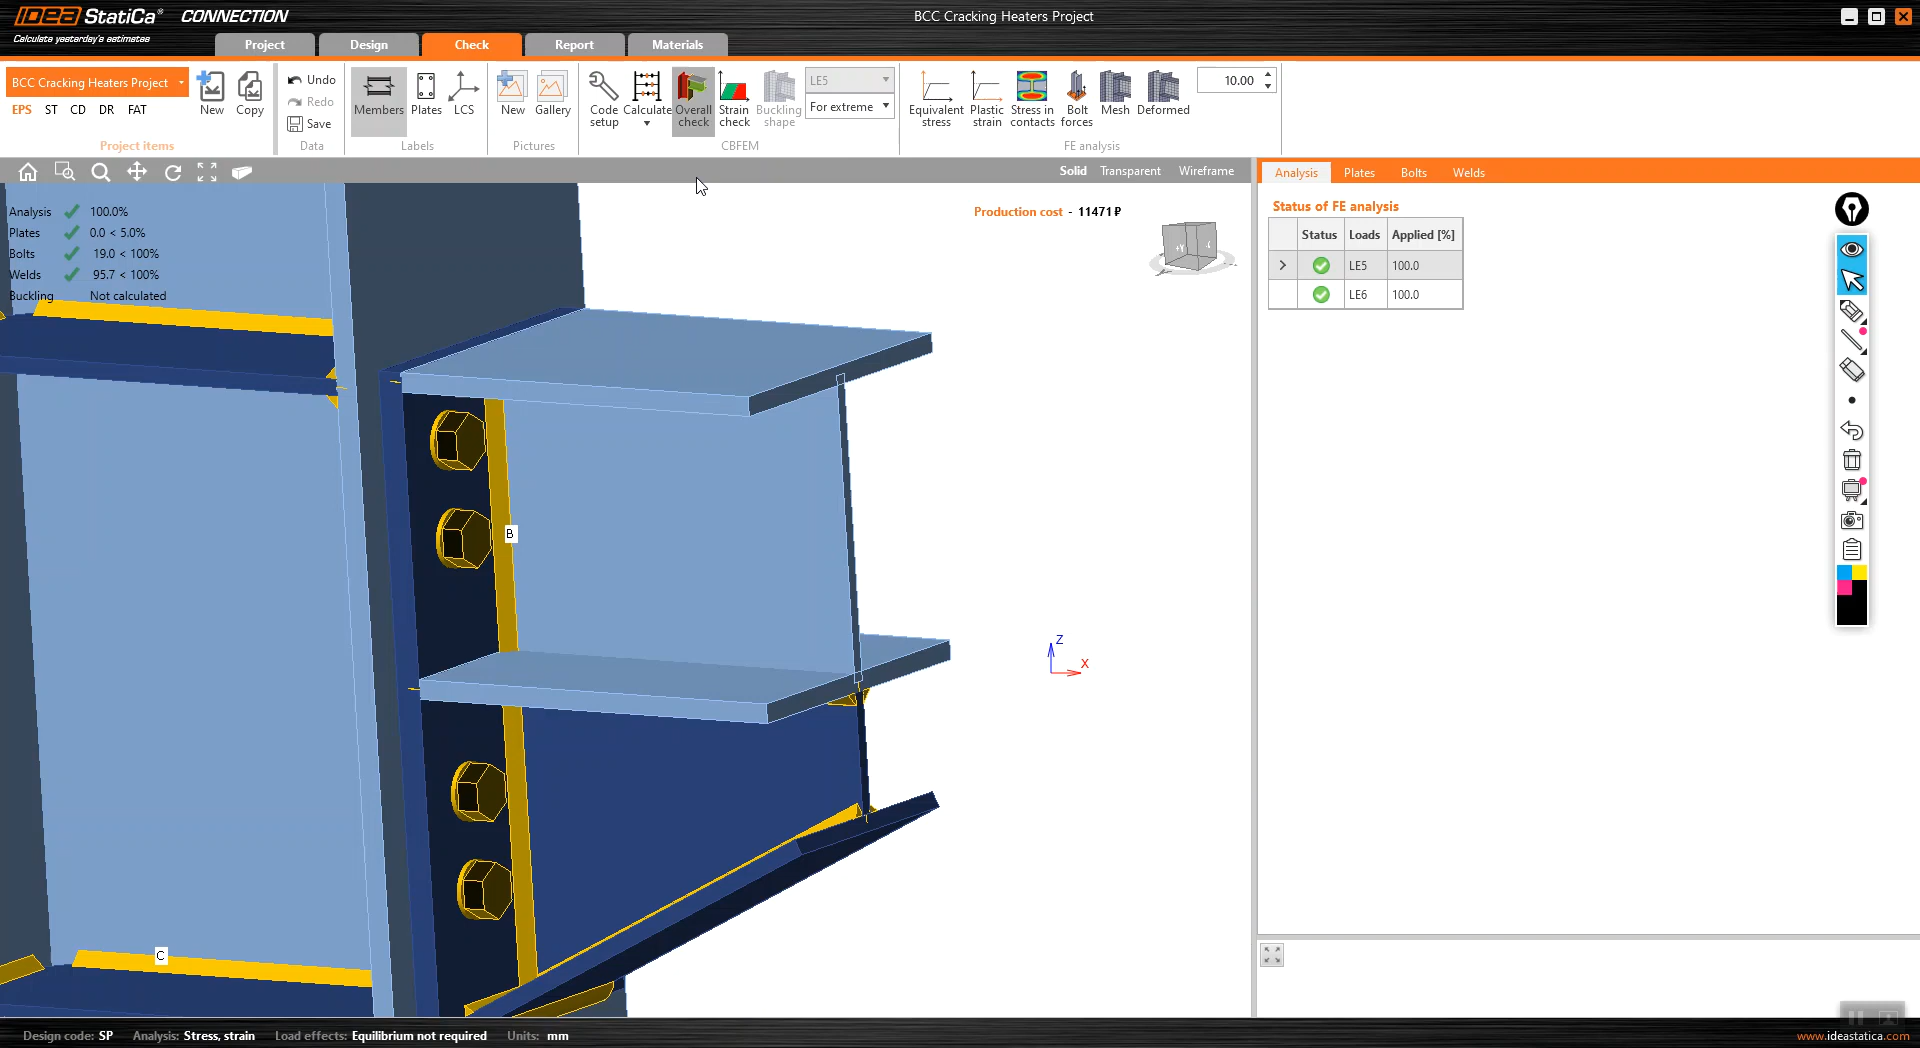 IDEA StatiCa® CONNECTION
Calculate yesterday's estimates
BCC Cracking Heaters Project
Project Design Check Report Materials
BCC Cracking Heaters Project
EPS ST CD DR FAT
Project items
New Copy
Undo
Redo
Save
Data
Members Plates LCS
Labels
New Gallery
Pictures
Code setup Calculate Overall check Strain check Buckling shape
LE5
For extreme
CBFEM
Equivalent stress Plastic strain Stress in contacts Bolt forces Mesh Deformed
10.00
FE analysis
Solid Transparent Wireframe
Analysis 100.0%
Plates 0.0 < 5.0%
Bolts 19.0 < 100%
Welds 95.7 < 100%
Buckling Not calculated
Production cost - 11471 ₽
+Y
B
C
Z
X
Analysis Plates Bolts Welds
Status of FE analysis
Status Loads Applied [%]
LE5 100.0
LE6 100.0
Design code: SP Analysis: Stress, strain Load effects: Equilibrium not required Units: mm
www.ideastatica.com